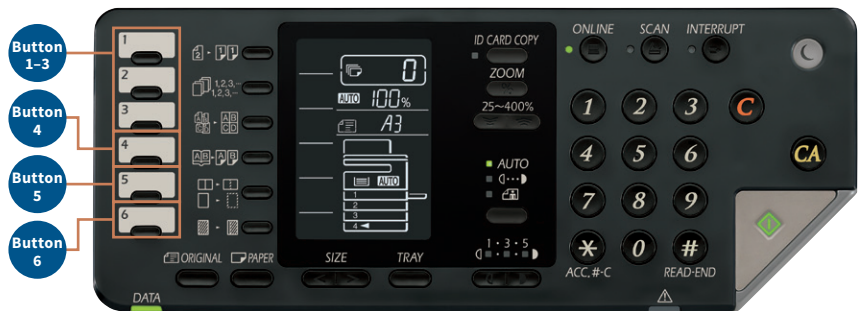 Button
1–3
Button
4
Button
5
Button
6
1
2
3
4
5
6
2
1
1
1,2,3,–
1,2,3,–
A B
C D
A B
C D
A B
A B
ORIGINAL
PAPER
DATA
0
AUTO 100%
A3
AUTO
1
2
3
4
SIZE
TRAY
ID CARD COPY
ZOOM
%
25~400%
AUTO
1 • 3 • 5
ONLINE
SCAN
INTERRUPT
1
2
3
C
4
5
6
CA
7
8
9
0
#
ACC.#-C
READ-END